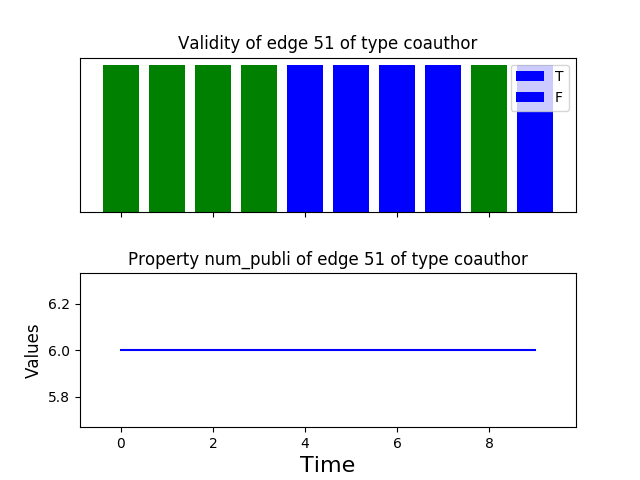 Validity of edge 51 of type coauthor
T
F
Property num_publi of edge 51 of type coauthor
Values
6.2
6.0
5.8
0 2 4 6 8
Time